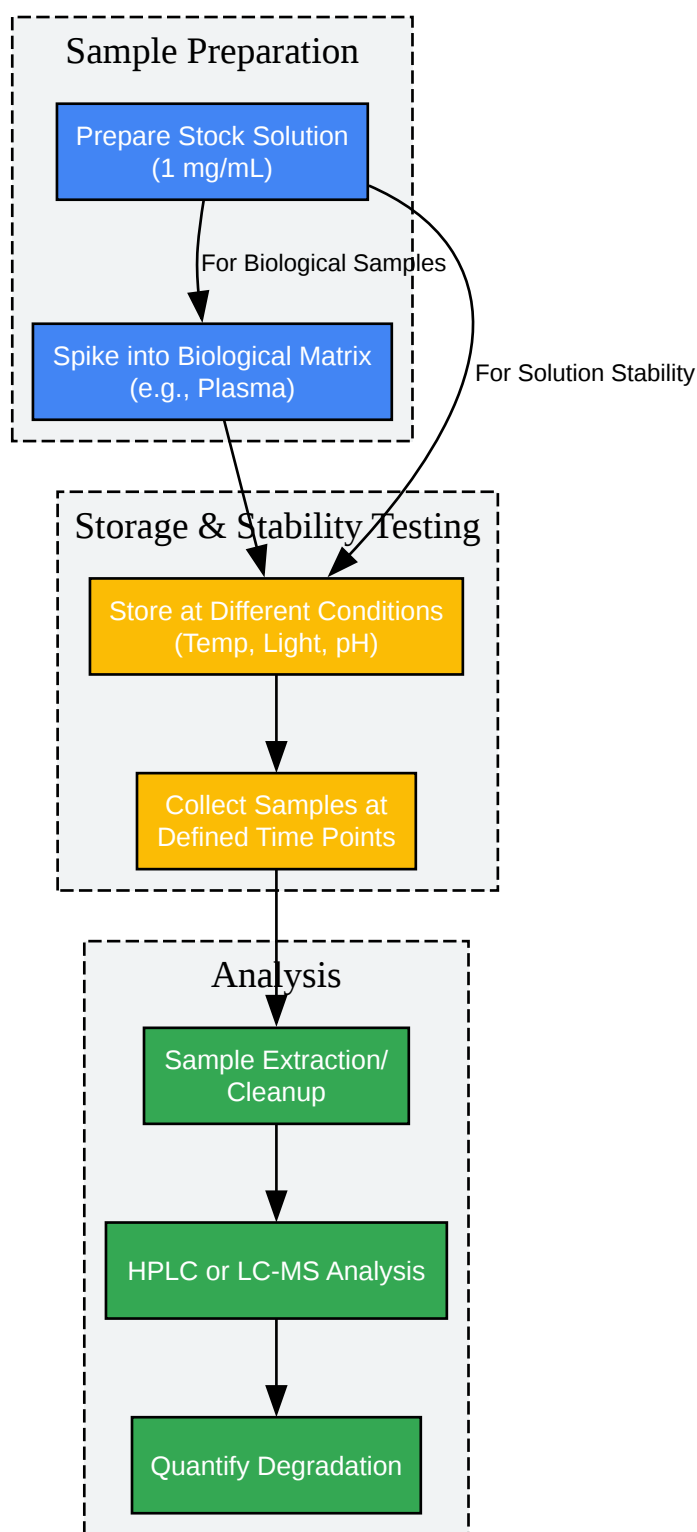 Sample Preparation
Prepare Stock Solution
(1 mg/mL)
For Biological Samples
Spike into Biological Matrix
(e.g., Plasma)
For Solution Stability
Storage & Stability Testing
Store at Different Conditions
(Temp, Light, pH)
Collect Samples at
Defined Time Points
Analysis
Sample Extraction/
Cleanup
HPLC or LC-MS Analysis
Quantify Degradation